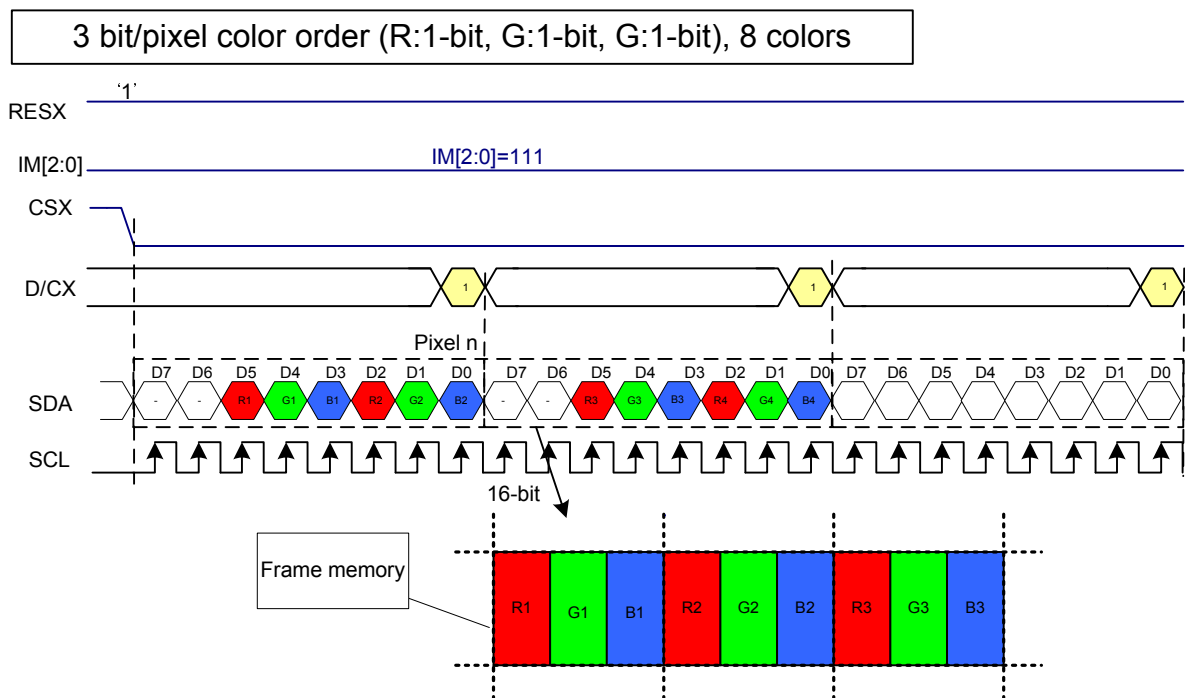 3 bit/pixel color order (R:1-bit, G:1-bit, G:1-bit), 8 colors
‘1’
RESX
IM[2:0]
IM[2:0]=111
CSX
D/CX
1
1
1
Pixel n
D7 D6 D5 D4 D3 D2 D1 D0 D7 D6 D5 D4 D3 D2 D1 D0 D7 D6 D5 D4 D3 D2 D1 D0
SDA
- - R1 G1 B1 R2 G2 B2 - - R3 G3 B3 R4 G4 B4
SCL
16-bit
Frame memory
R1 G1 B1 R2 G2 B2 R3 G3 B3